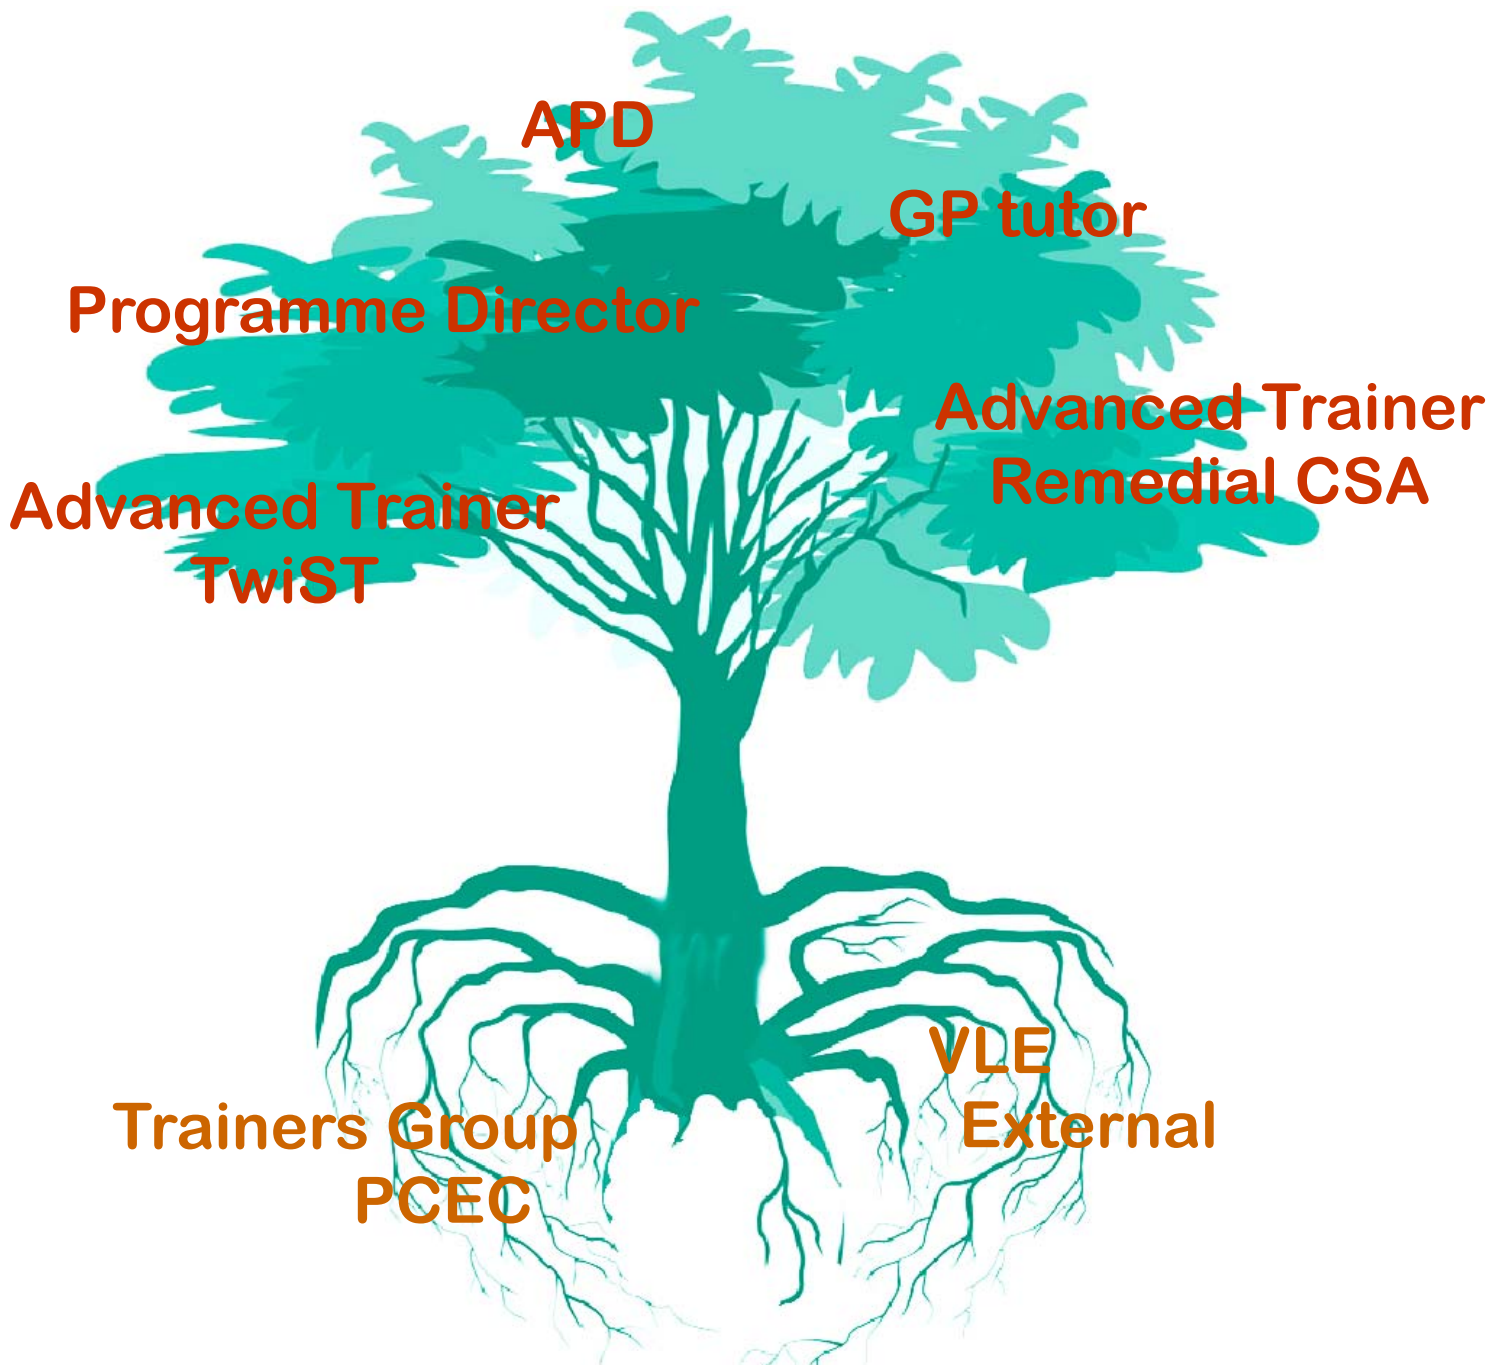 APD
GP tutor
Programme Director
Advanced Trainer
Remedial CSA
Advanced Trainer
TwiST
VLE
External
Trainers Group
PCEC